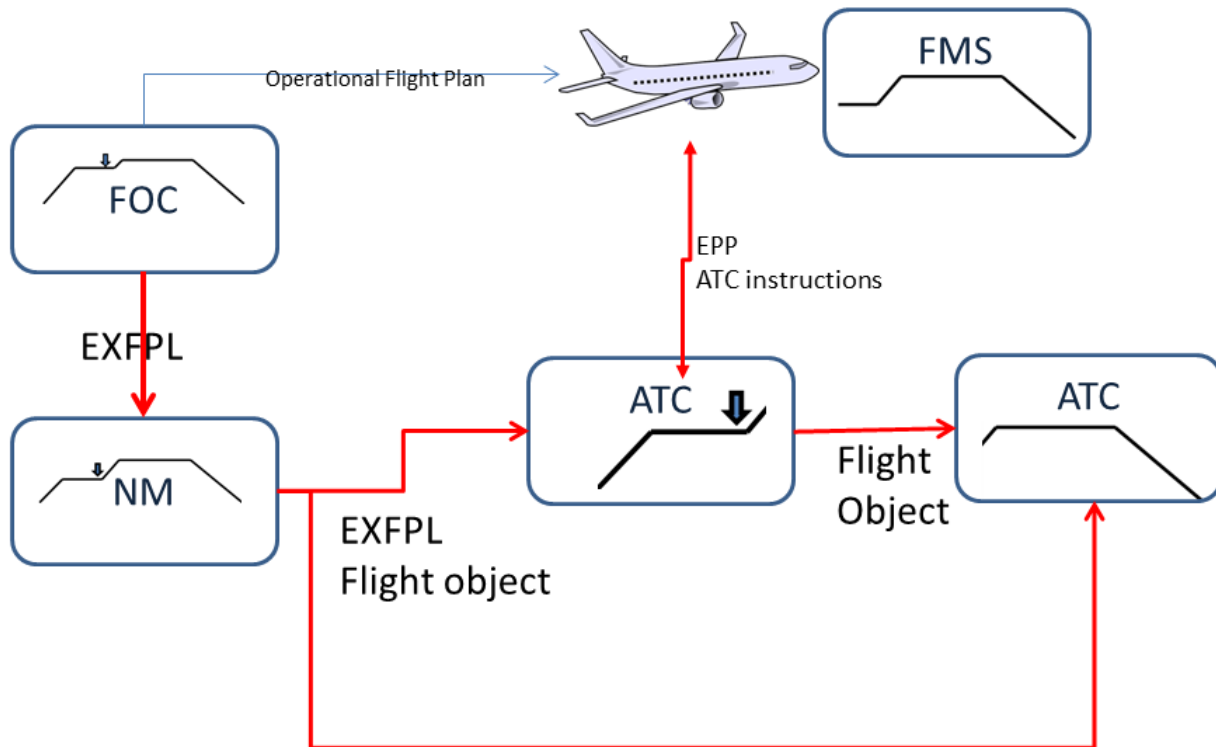 FMS
Operational Flight Plan
FOC
EPP
ATC instructions
EXFPL
ATC
ATC
NM
Flight
Object
EXFPL
Flight object